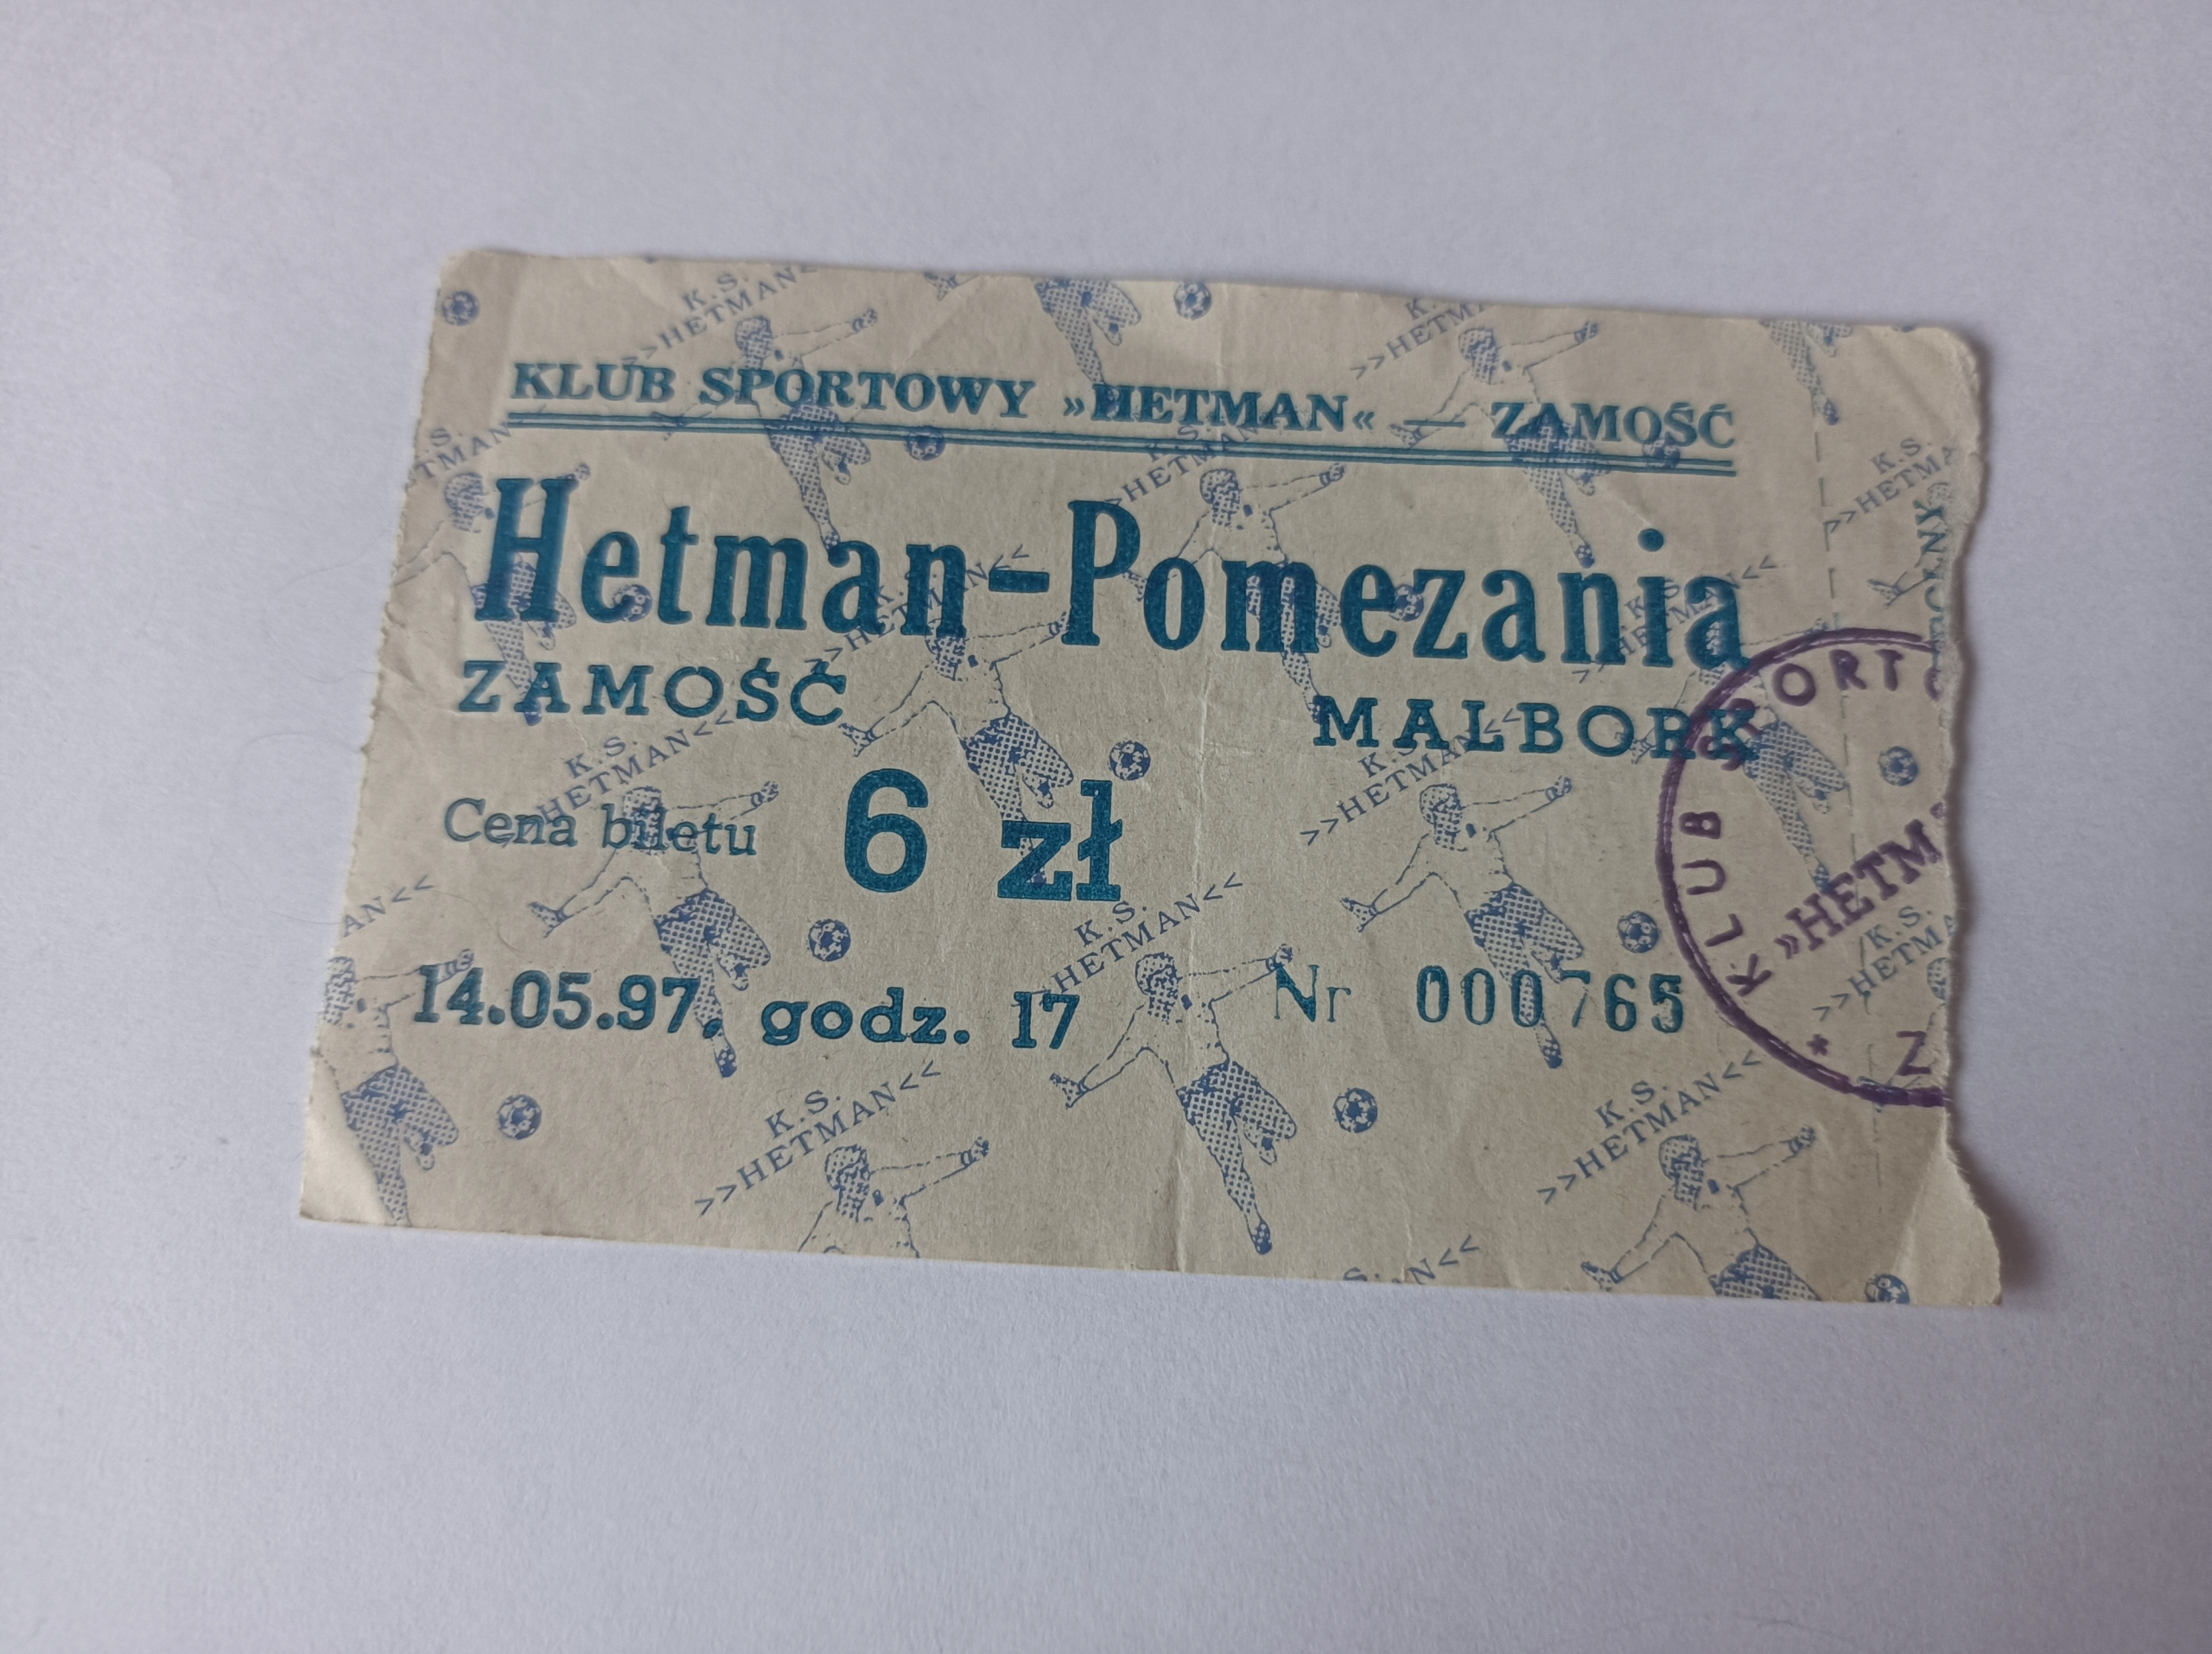 KLUB SPORTOWY »HETMAN« — ZAMOŚĆ
Hetman-Pomezania
ZAMOŚĆ MALBORK
Cena biletu 6 zł
14.05.97. godz. 17 Nr 000765
KLUB SPORT
»HETM
* Z
K.S.
>>HETMAN<<